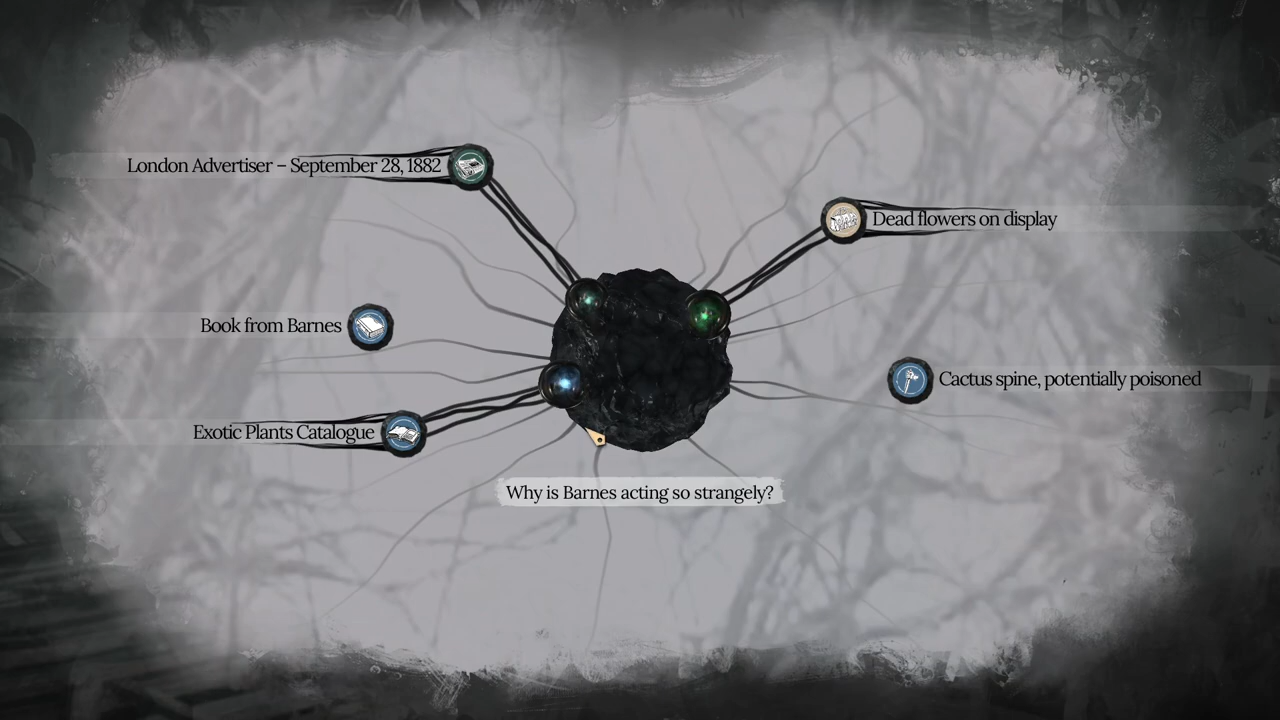 London Advertiser – September 28, 1882
Dead flowers on display
Book from Barnes
Cactus spine, potentially poisoned
Exotic Plants Catalogue
Why is Barnes acting so strangely?